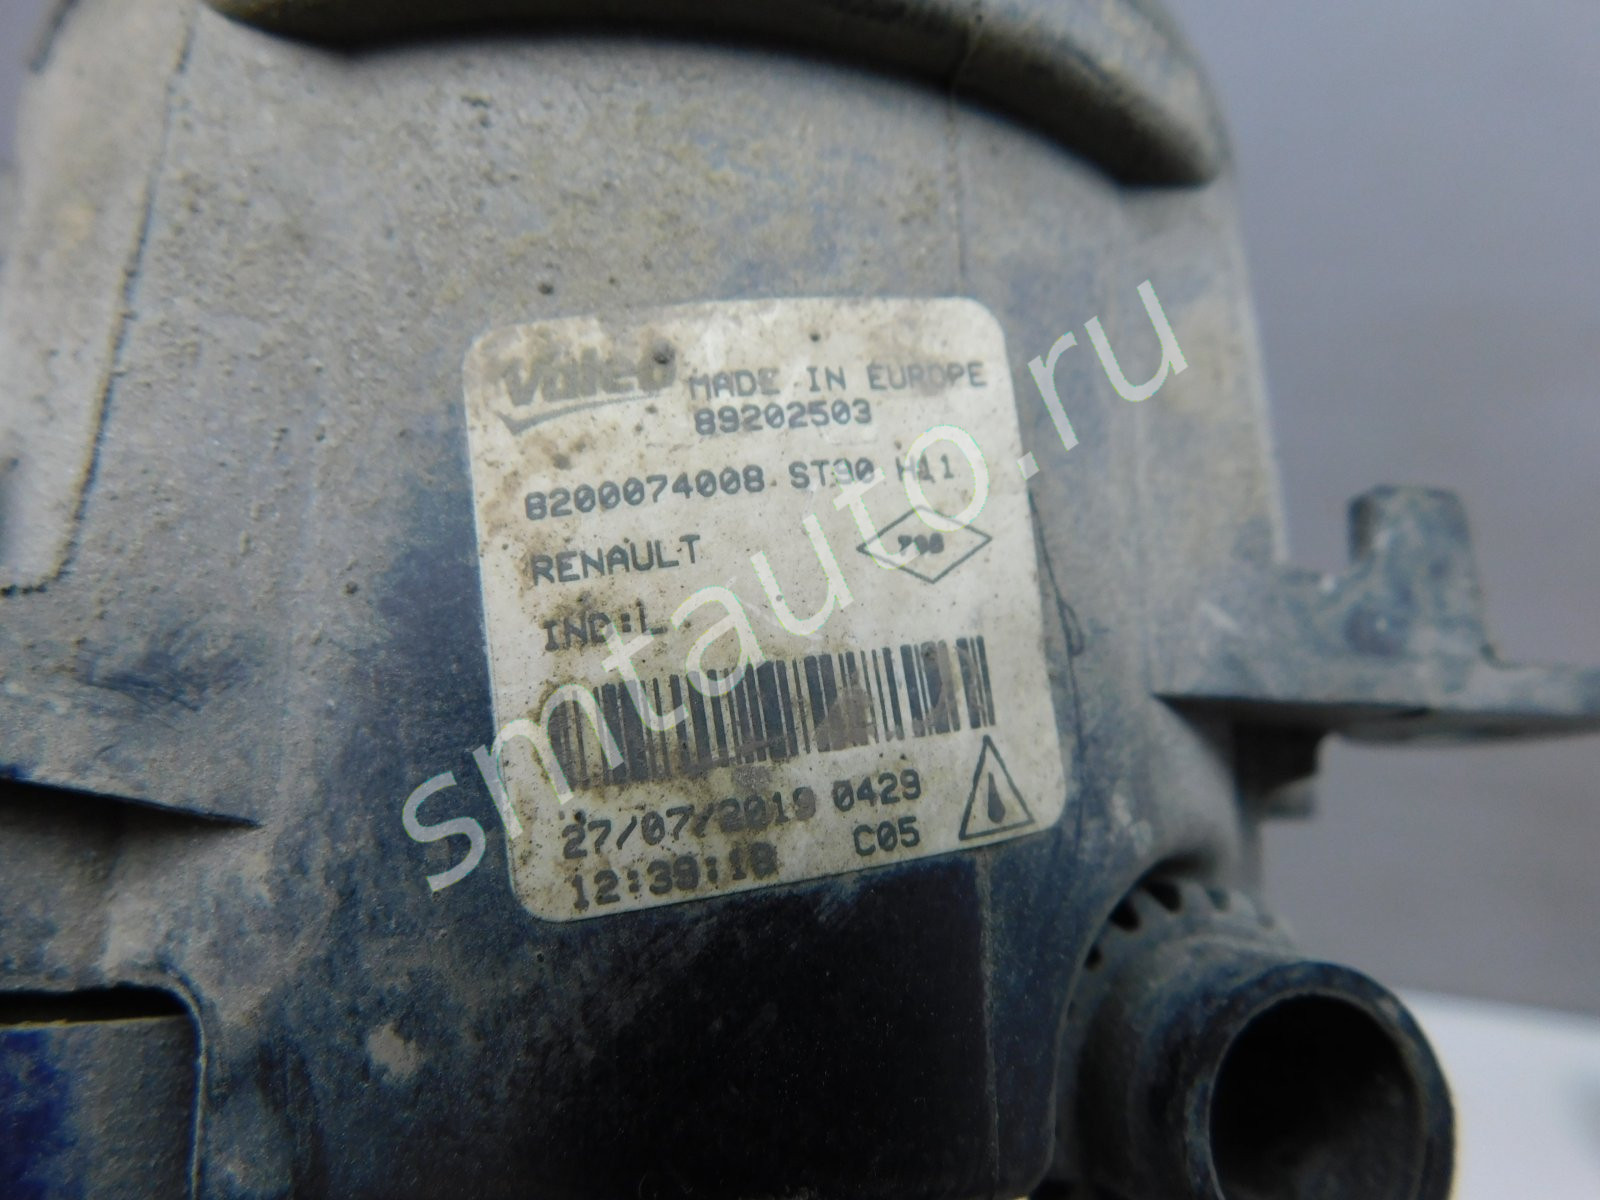 Valeo MADE IN EUROPE
89202503
8200074008 ST90 H11
RENAULT
IND:L
27/07/2019 0429
12:39:18 C05
smtauto.ru